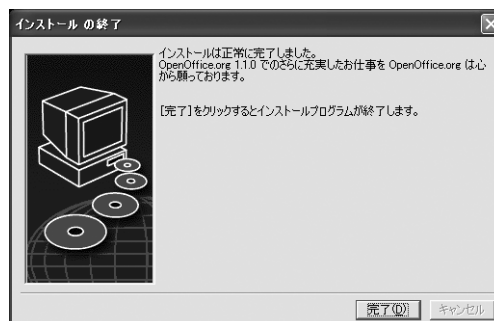 インストール の終了
インストールは正常に完了しました。
OpenOffice.org 1.1.0 でのさらに充実したお仕事を OpenOffice.org は心
から願っております。
[完了]をクリックするとインストールプログラムが終了します。
完了(D)
キャンセル